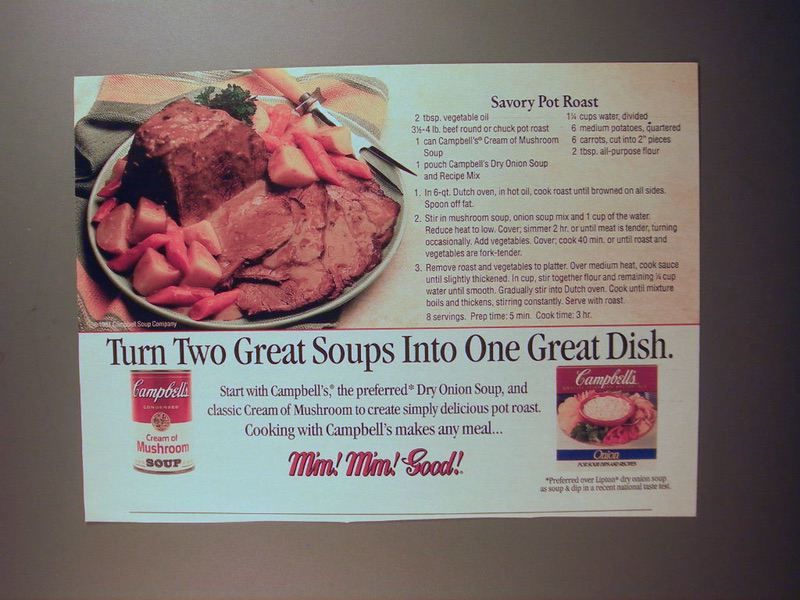 Savory Pot Roast
2 tbsp. vegetable oil
3½-4 lb. beef round or chuck pot roast
1 can Campbell's® Cream of Mushroom
Soup
1 pouch Campbell's Dry Onion Soup
and Recipe Mix
1¼ cups water, divided
6 medium potatoes, quartered
6 carrots, cut into 2" pieces
2 tbsp. all-purpose flour
1. In 6-qt. Dutch oven, in hot oil, cook roast until browned on all sides.
Spoon off fat.
2. Stir in mushroom soup, onion soup mix and 1 cup of the water.
Reduce heat to low. Cover; simmer 2 hr. or until meat is tender, turning
occasionally. Add vegetables. Cover; cook 40 min. or until roast and
vegetables are fork-tender.
3. Remove roast and vegetables to platter. Over medium heat, cook sauce
until slightly thickened. In cup, stir together flour and remaining ¼ cup
water until smooth. Gradually stir into Dutch oven. Cook until mixture
boils and thickens, stirring constantly. Serve with roast.
8 servings. Prep time: 5 min. Cook time: 3 hr.
Campbell Soup Company
Turn Two Great Soups Into One Great Dish.
Start with Campbell's,® the preferred* Dry Onion Soup, and
classic Cream of Mushroom to create simply delicious pot roast.
Cooking with Campbell's makes any meal...
M'm! M'm! Good!®
Campbell's
CONDENSED
Cream of
Mushroom
SOUP
Campbell's
Onion
FOR SOUP, DIPS AND RECIPES
*Preferred over Lipton® dry onion soup
as soup & dip in a recent national taste test.